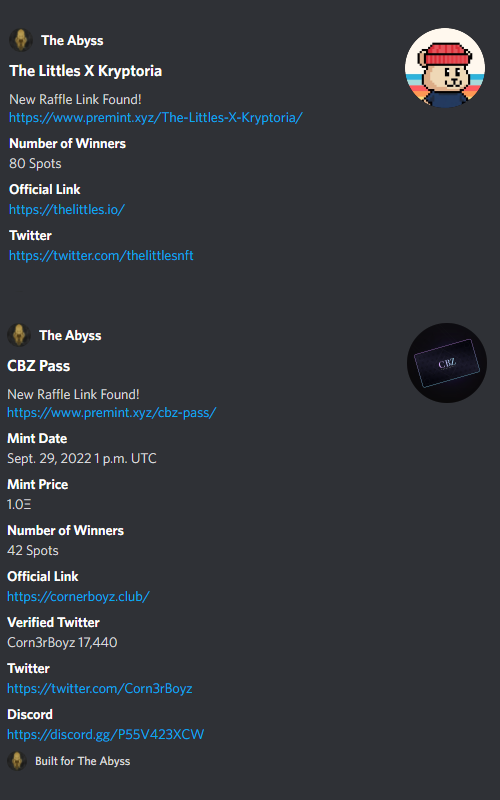 The Abyss
The Littles X Kryptoria
New Raffle Link Found!
https://www.premint.xyz/The-Littles-X-Kryptoria/
Number of Winners
80 Spots
Official Link
https://thelittles.io/
Twitter
https://twitter.com/thelittlesnft
The Abyss
CBZ Pass
CBZ
New Raffle Link Found!
https://www.premint.xyz/cbz-pass/
Mint Date
Sept. 29, 2022 1 p.m. UTC
Mint Price
1.0Ξ
Number of Winners
42 Spots
Official Link
https://cornerboyz.club/
Verified Twitter
Corn3rBoyz 17,440
Twitter
https://twitter.com/Corn3rBoyz
Discord
https://discord.gg/P55V423XCW
Built for The Abyss